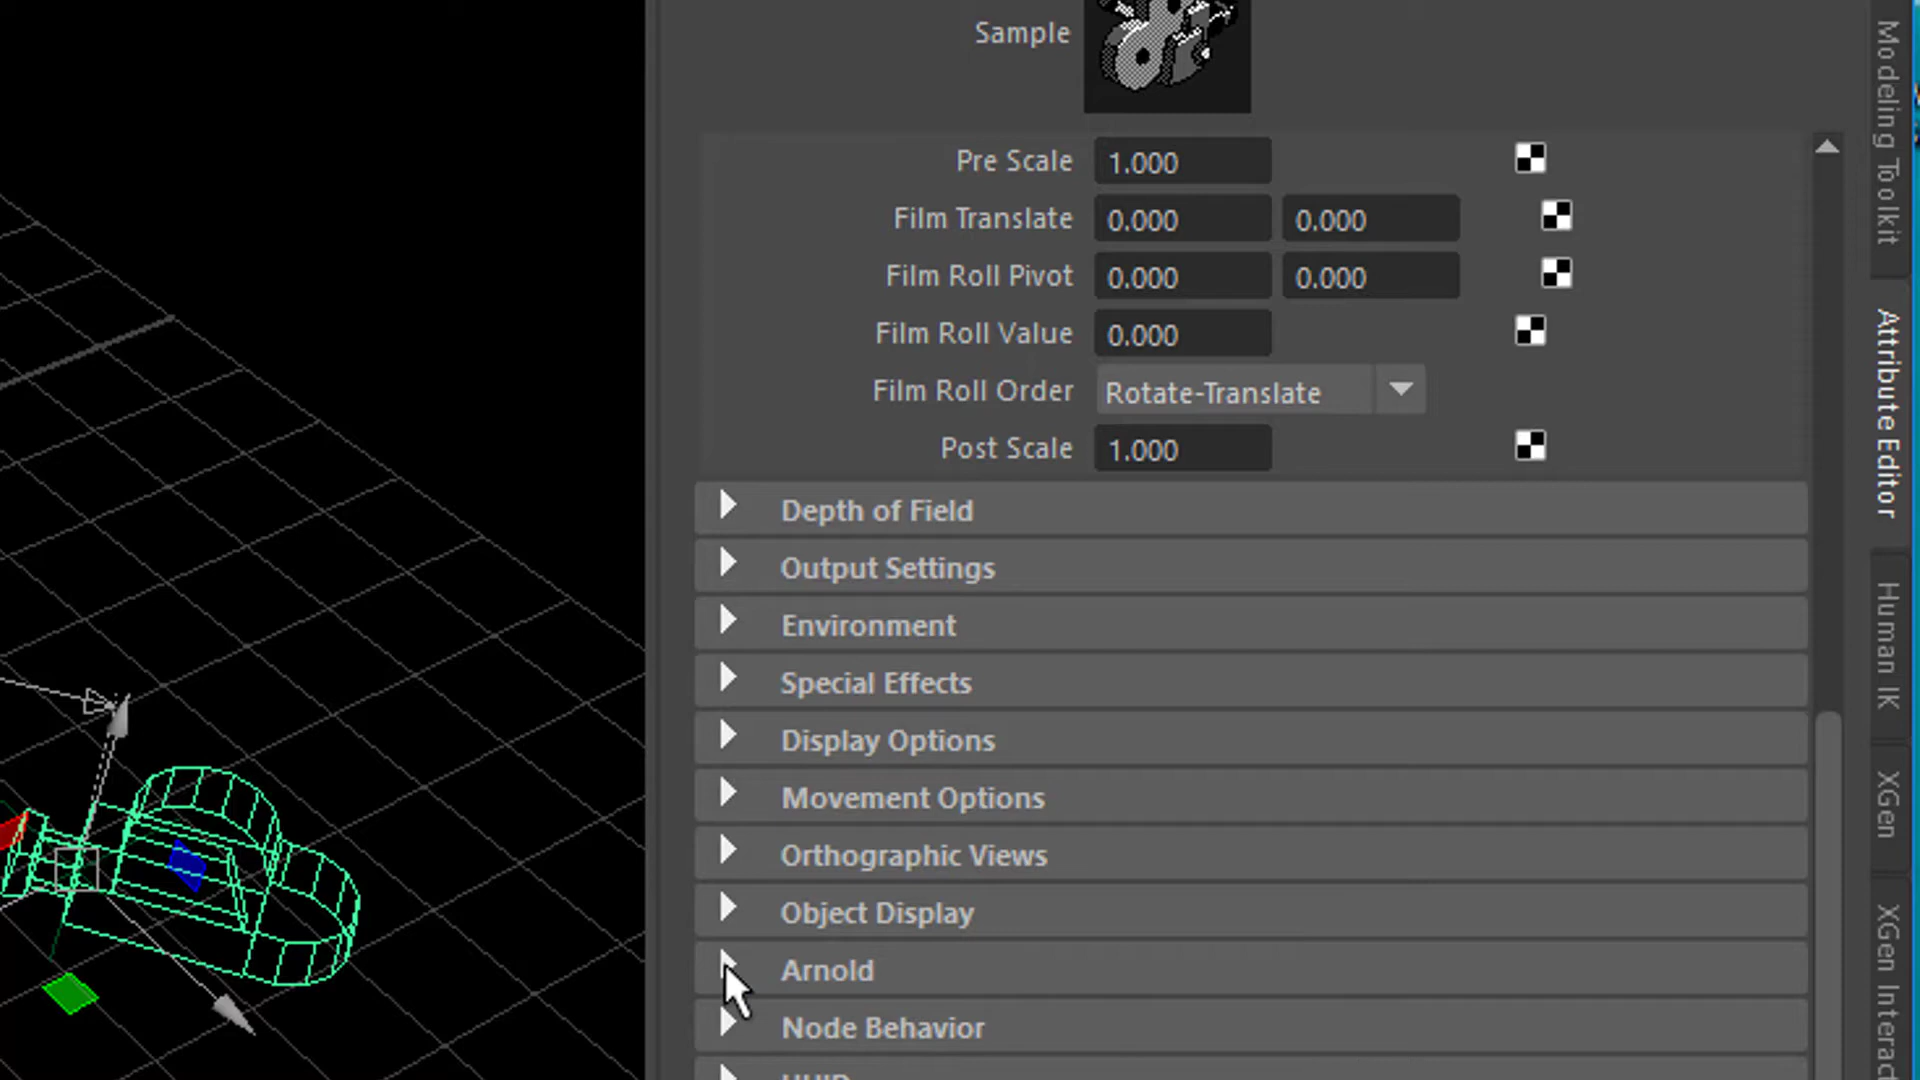 Sample
Pre Scale 1.000
Film Translate 0.000 0.000
Film Roll Pivot 0.000 0.000
Film Roll Value 0.000
Film Roll Order Rotate-Translate
Post Scale 1.000
Depth of Field
Output Settings
Environment
Special Effects
Display Options
Movement Options
Orthographic Views
Object Display
Arnold
Node Behavior
UUID
Modeling Toolkit
Attribute Editor
Human IK
XGen
XGen Interact